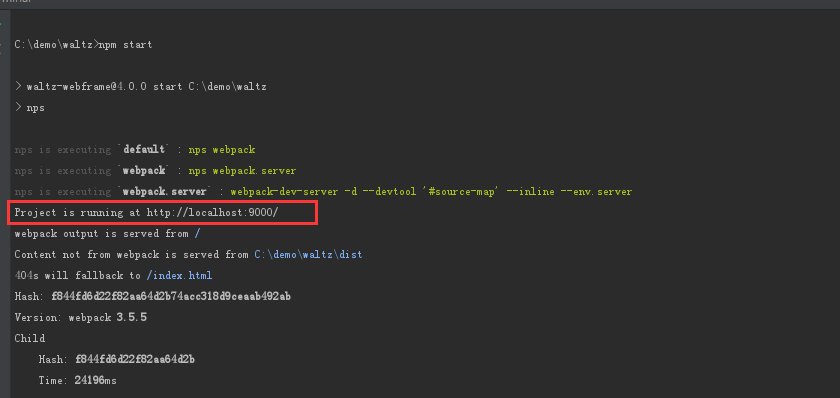 C:\demo\waltz>npm start
> waltz-webframe@4.0.0 start C:\demo\waltz
> nps
nps is executing `default` : nps webpack
nps is executing `webpack` : nps webpack.server
nps is executing `webpack.server` : webpack-dev-server -d --devtool '#source-map' --inline --env.server
Project is running at http://localhost:9000/
webpack output is served from /
Content not from webpack is served from C:\demo\waltz\dist
404s will fallback to /index.html
Hash: f844fd6d22f82aa64d2b74acc318d9ceaab492ab
Version: webpack 3.5.5
Child
Hash: f844fd6d22f82aa64d2b
Time: 24196ms